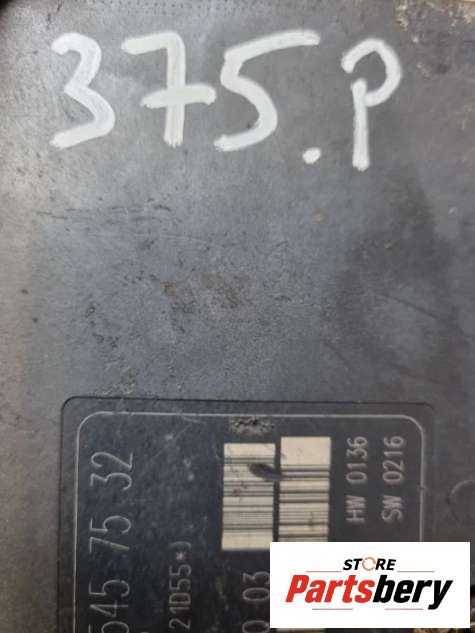 375.P
545 75 32
21D55*)
0 03
HW 0136
SW 0216
STORE
Partsbery